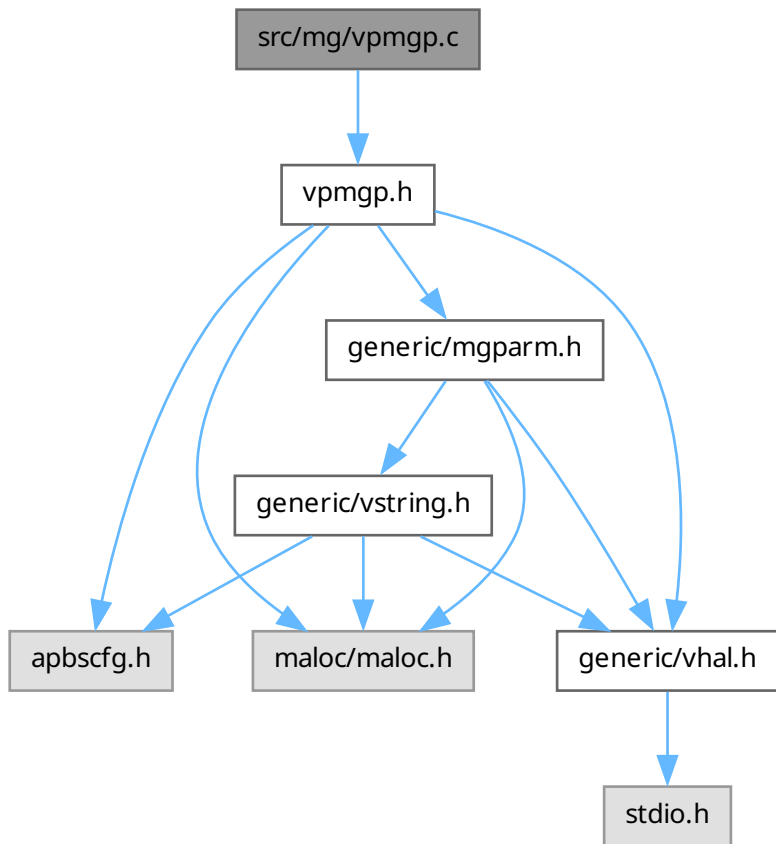 src/mg/vpmgp.c
vpmgp.h
generic/mgparm.h
generic/vstring.h
apbscfg.h
maloc/maloc.h
generic/vhal.h
stdio.h